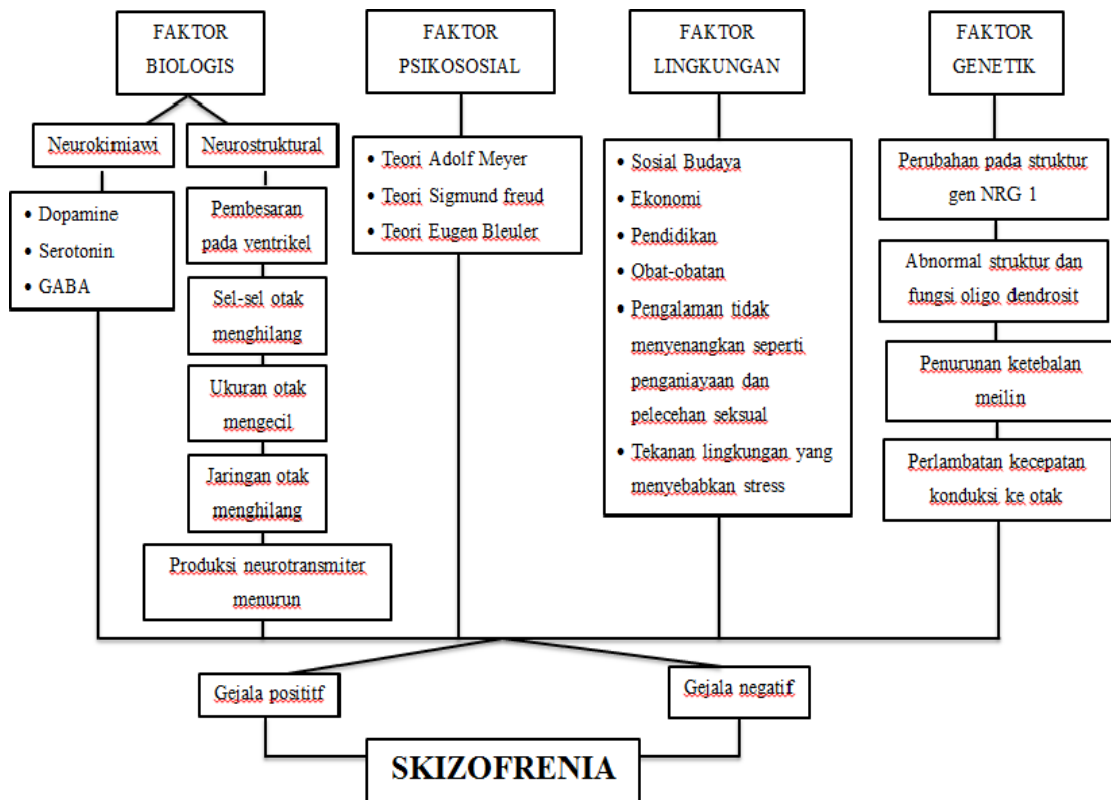 FAKTOR
BIOLOGIS
FAKTOR
PSIKOSOSIAL
FAKTOR
LINGKUNGAN
FAKTOR
GENETIK
Neurokimiawi
Neurostruktural
• Dopamine
• Serotonin
• GABA
Pembesaran
pada ventrikel
Sel-sel otak
menghilang
Ukuran otak
mengecil
Jaringan otak
menghilang
Produksi neurotransmiter
menurun
• Teori Adolf Meyer
• Teori Sigmund freud
• Teori Eugen Bleuler
• Sosial Budaya
• Ekonomi
• Pendidikan
• Obat-obatan
• Pengalaman tidak
menyenangkan seperti
penganiayaan dan
pelecehan seksual
• Tekanan lingkungan yang
menyebabkan stress
Perubahan pada struktur
gen NRG 1
Abnormal struktur dan
fungsi oligo dendrosit
Penurunan ketebalan
meilin
Perlambatan kecepatan
konduksi ke otak
Gejala posititf
Gejala negatif
SKIZOFRENIA